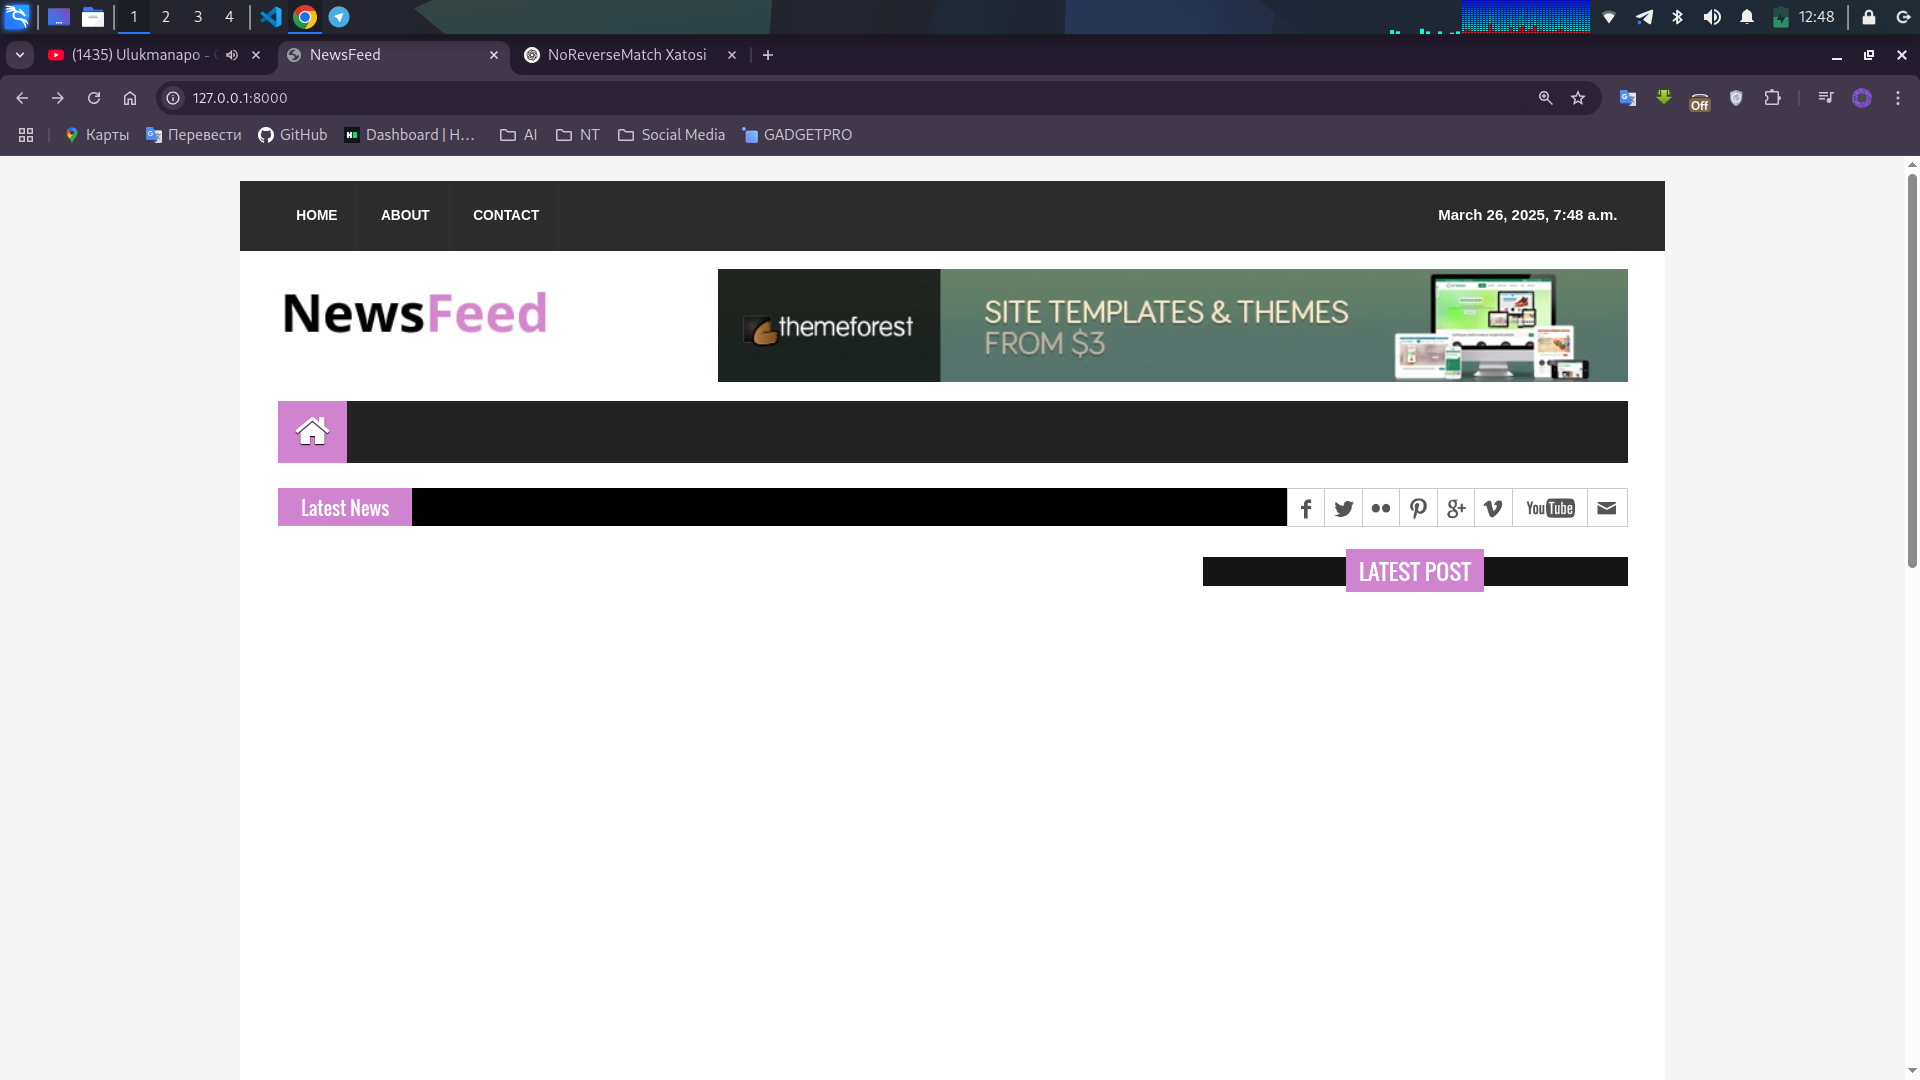 1 2 3 4 12:48
(1435) Ulukmanapo - NewsFeed NoReverseMatch Xatosi
127.0.0.1:8000
Off
Карты Перевести GitHub Dashboard | H... AI NT Social Media GADGETPRO
HOME ABOUT CONTACT March 26, 2025, 7:48 a.m.
NewsFeed
themeforest
SITE TEMPLATES & THEMES
FROM $3
Latest News
You Tube
LATEST POST